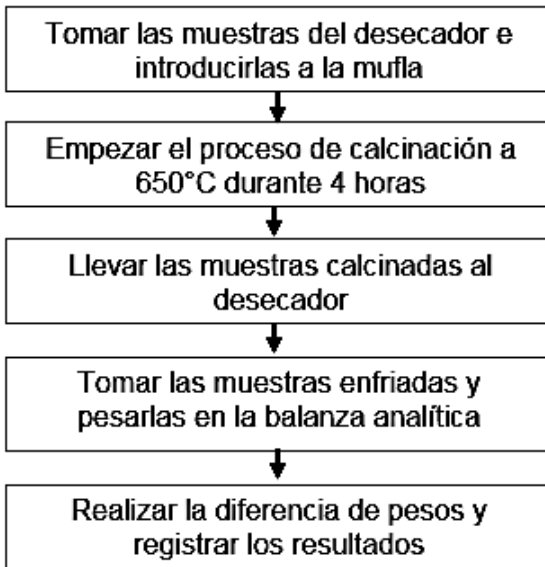 Tomar las muestras del desecador e
introducirlas a la mufla
Empezar el proceso de calcinación a
650°C durante 4 horas
Llevar las muestras calcinadas al
desecador
Tomar las muestras enfriadas y
pesarlas en la balanza analítica
Realizar la diferencia de pesos y
registrar los resultados